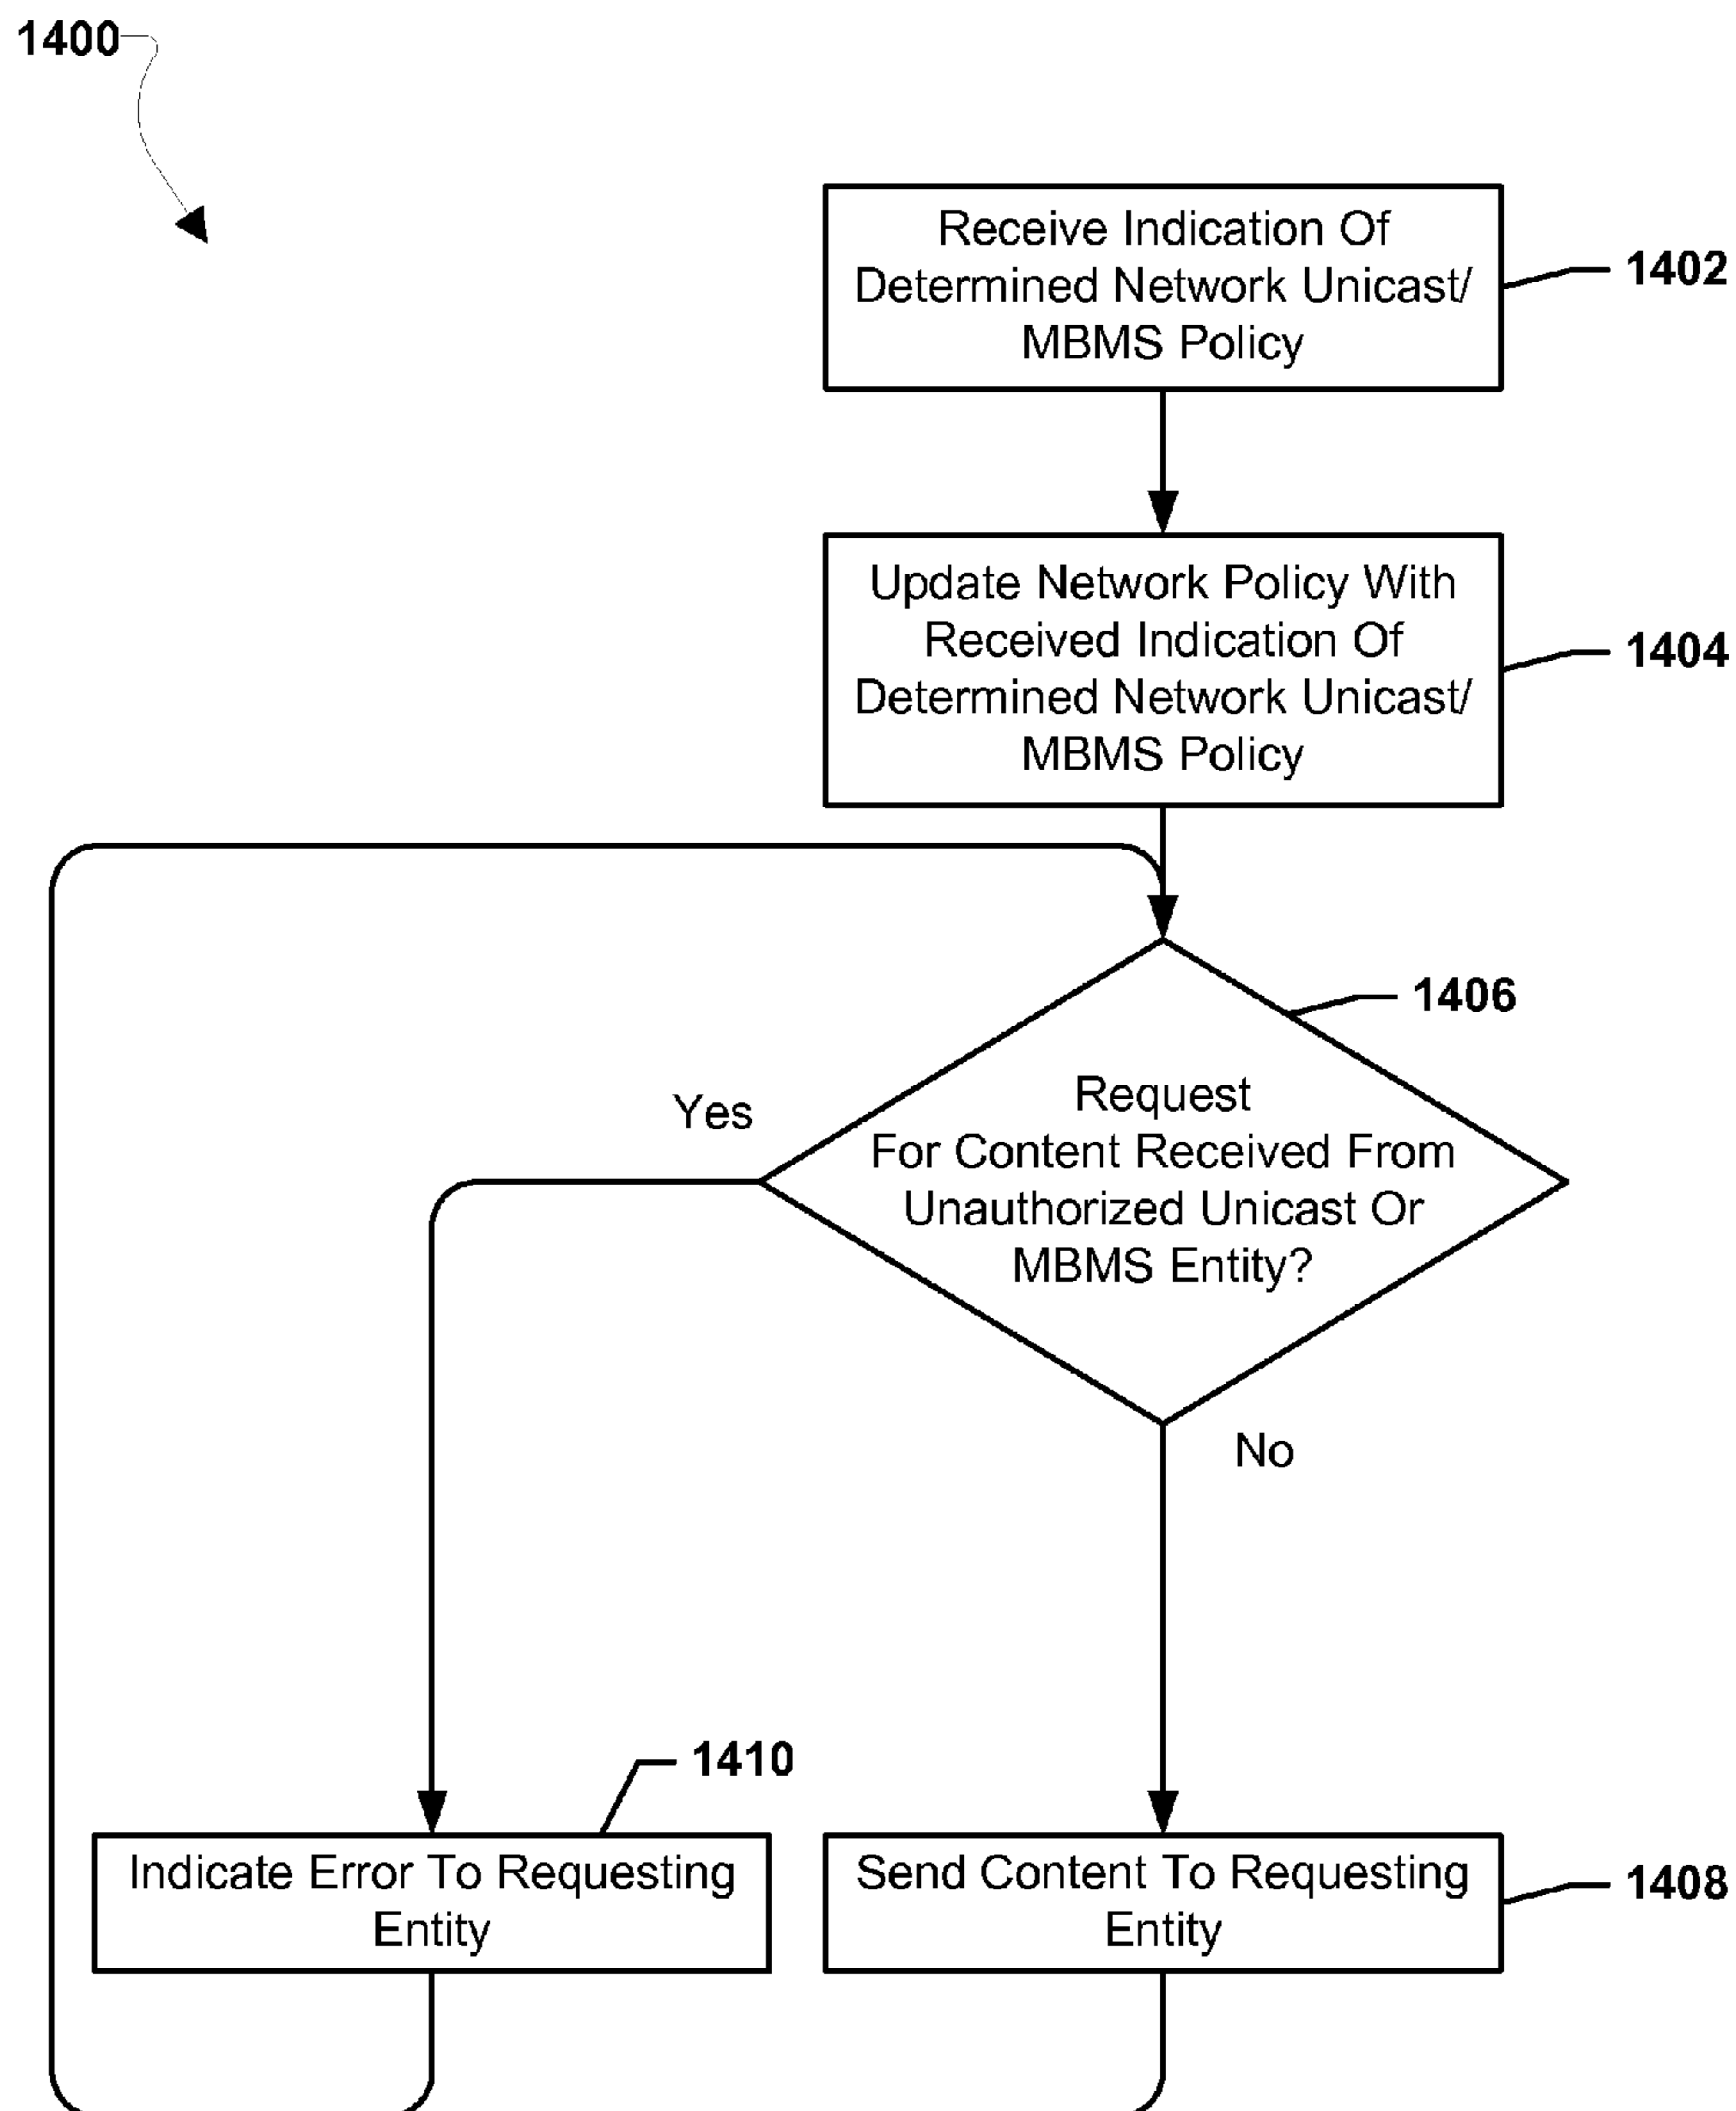 1400
Receive Indication Of
Determined Network Unicast/
MBMS Policy
1402
Update Network Policy With
Received Indication Of
Determined Network Unicast/
MBMS Policy
1404
1406
Request
For Content Received From
Unauthorized Unicast Or
MBMS Entity?
Yes
No
1410
Indicate Error To Requesting
Entity
Send Content To Requesting
Entity
1408